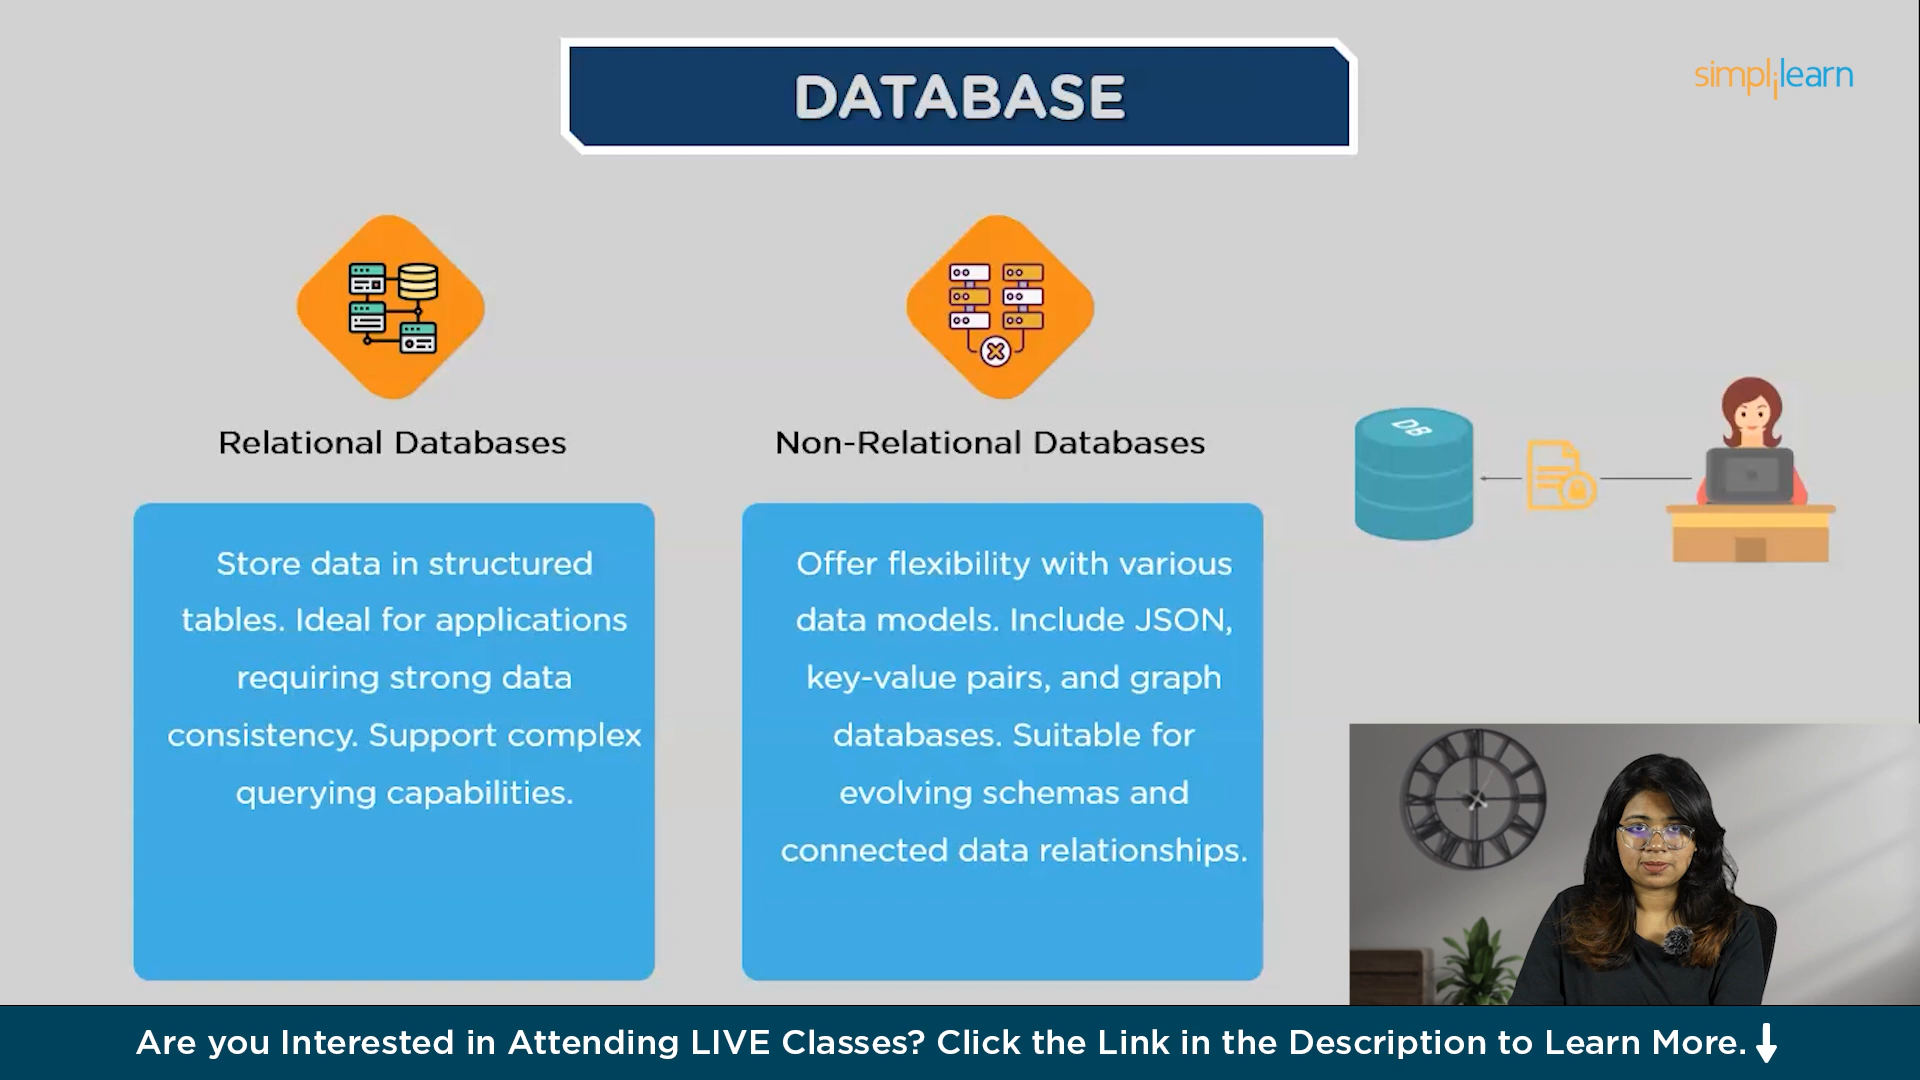 DATABASE
simplilearn
Relational Databases
Store data in structured
tables. Ideal for applications
requiring strong data
consistency. Support complex
querying capabilities.
Non-Relational Databases
Offer flexibility with various
data models. Include JSON,
key-value pairs, and graph
databases. Suitable for
evolving schemas and
connected data relationships.
DB
Are you Interested in Attending LIVE Classes? Click the Link in the Description to Learn More.